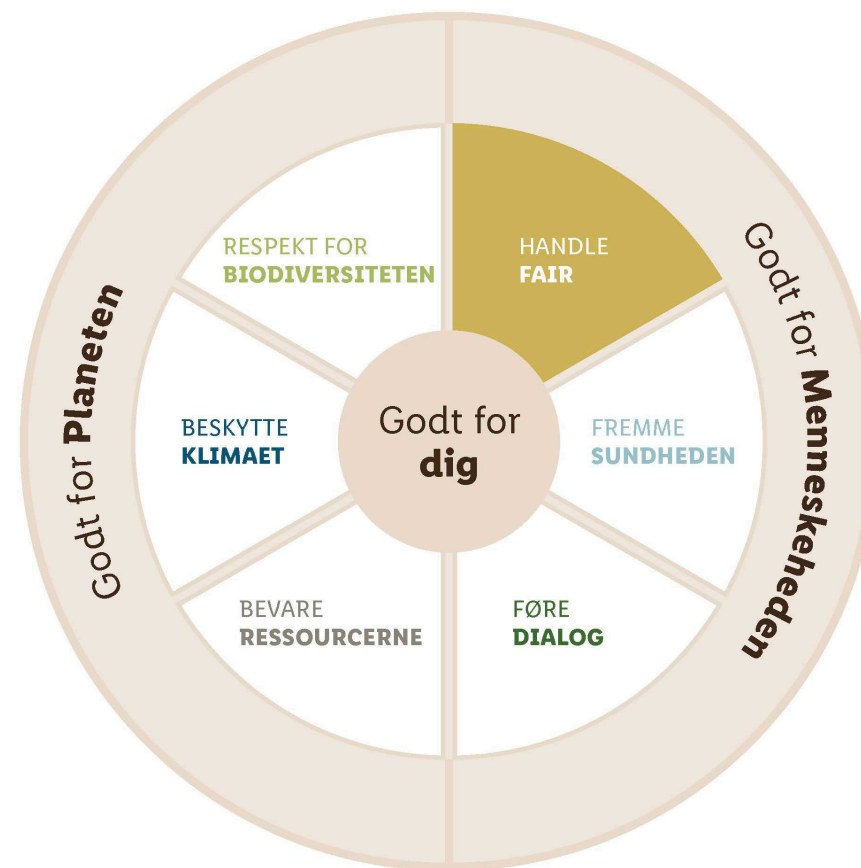 RESPEKT FOR
BIODIVERSITETEN
HANDLE
FAIR
Godt for Planeten
BESKYTTE
KLIMAET
Godt for
dig
FREMME
SUNDHEDEN
Godt for Menneskeheden
BEVARE
RESSOURCERNE
FØRE
DIALOG